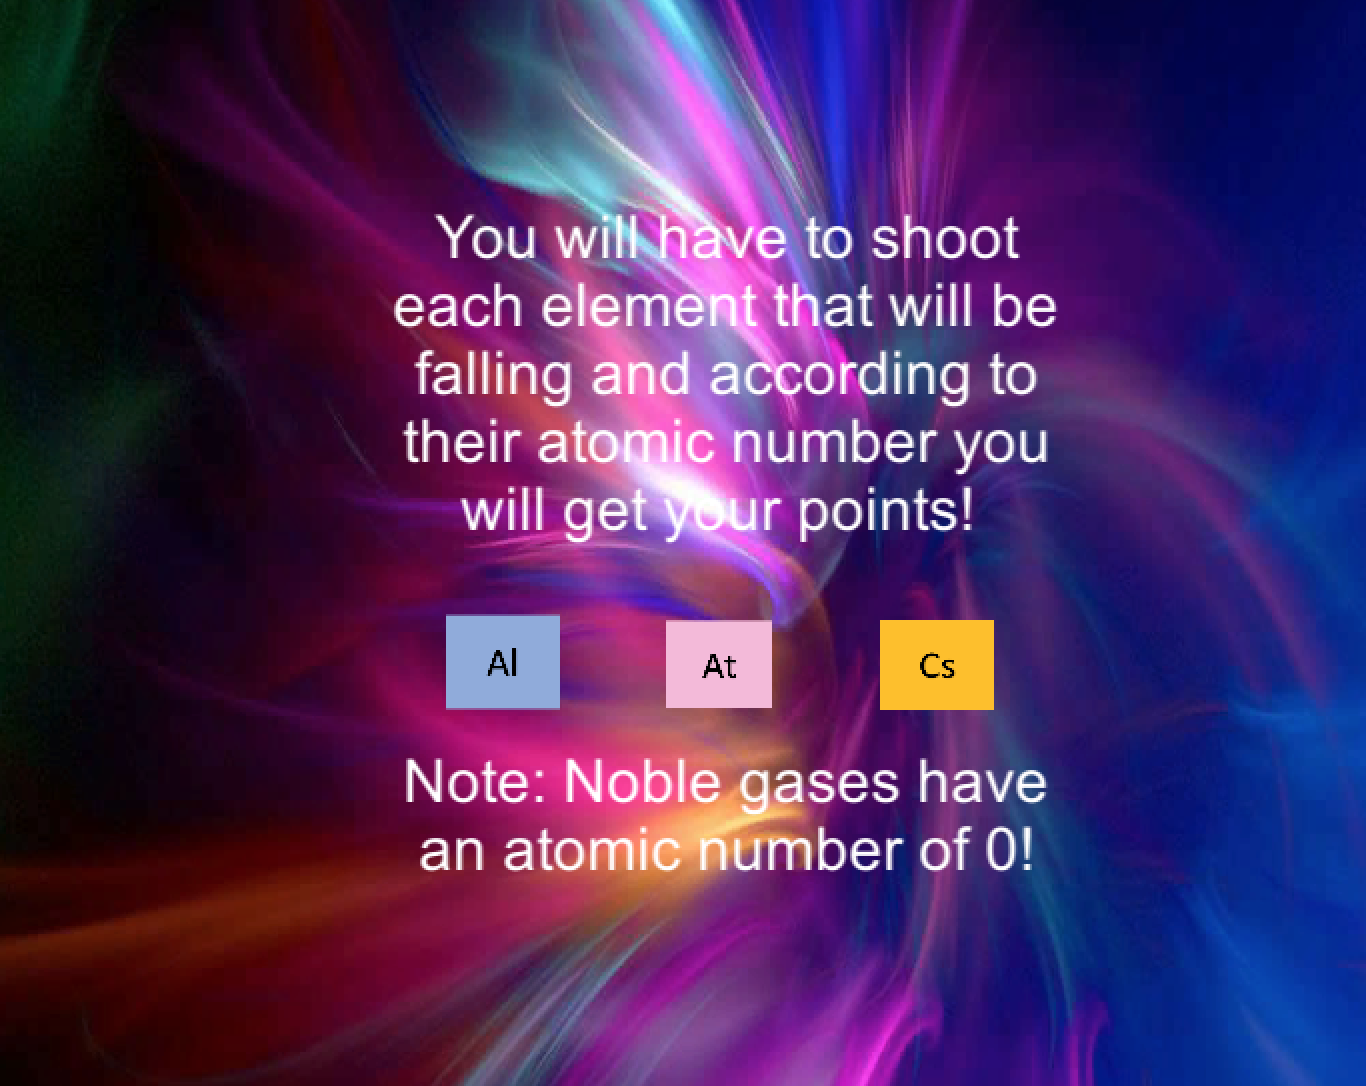 You will have to shoot
each element that will be
falling and according to
their atomic number you
will get your points!
Al At Cs
Note: Noble gases have
an atomic number of 0!